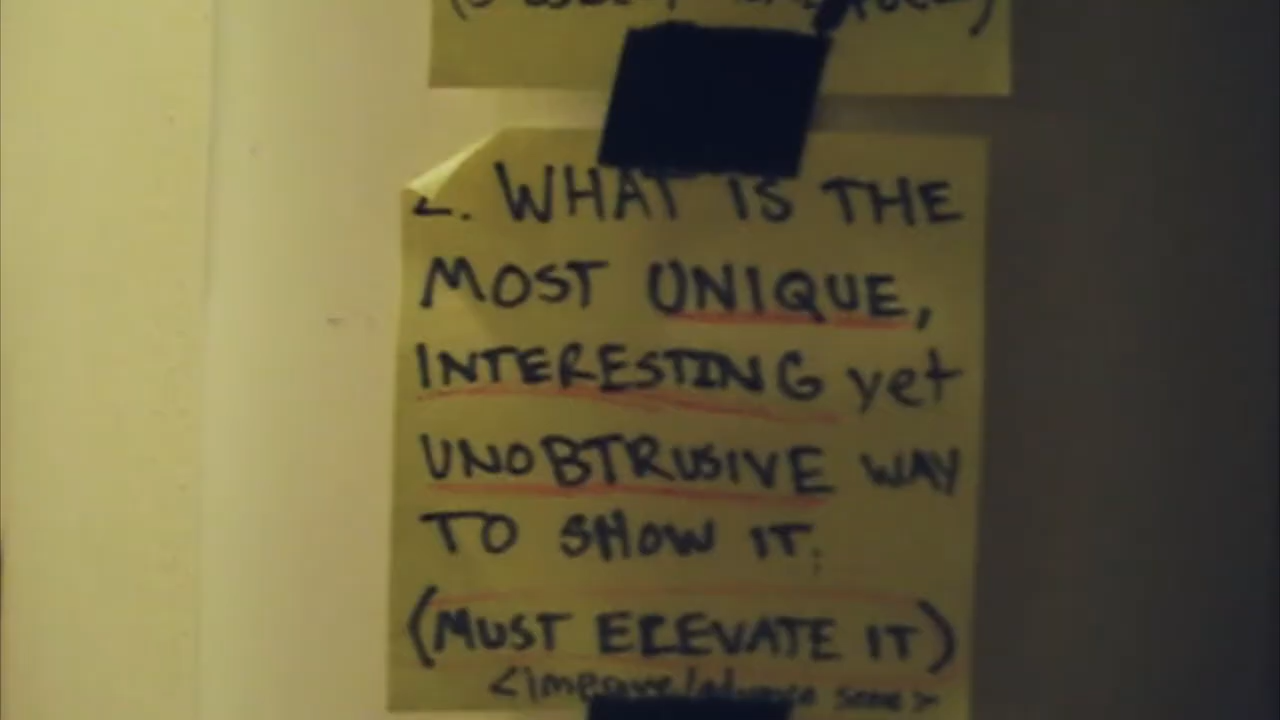 2. WHAT IS THE
MOST UNIQUE,
INTERESTING yet
UNOBTRUSIVE WAY
TO SHOW IT.
(MUST ELEVATE IT)